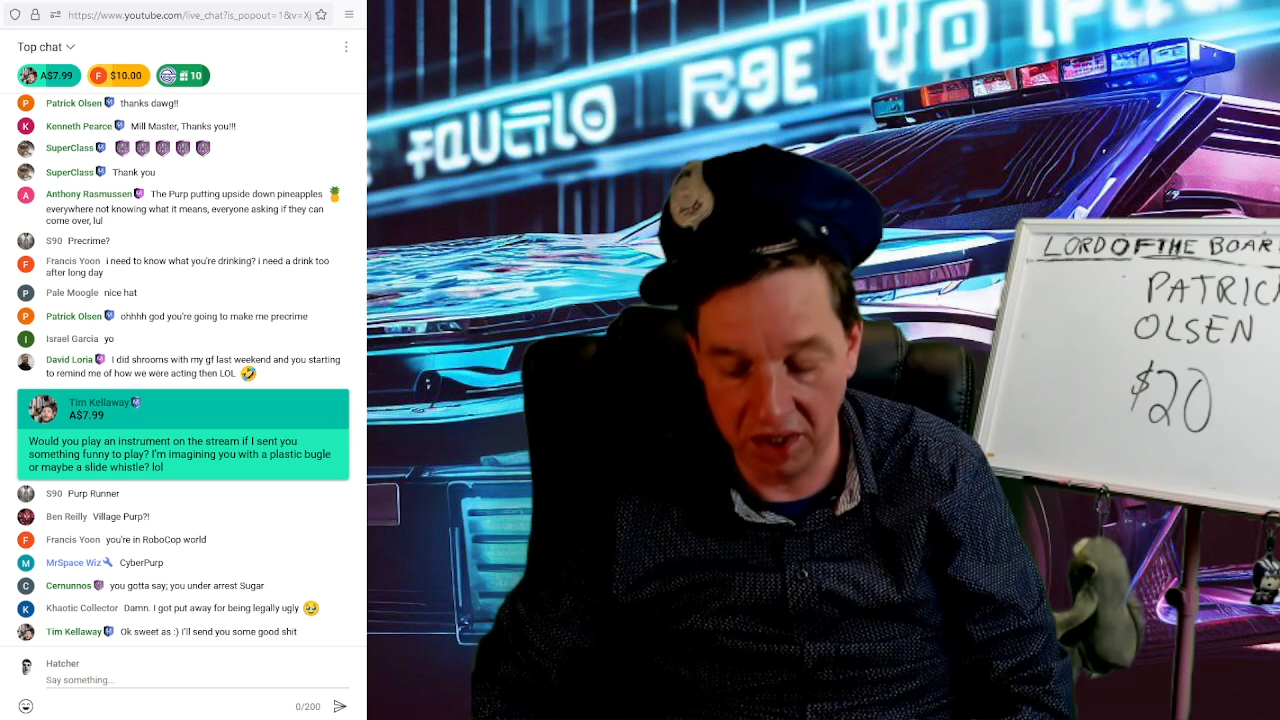 https://www.youtube.com/live_chat?is_popout=1&v=Xj
Top chat
A$7.99
$10.00
10
Patrick Olsen thanks dawg!!
Kenneth Pearce Mill Master, Thanks you!!!
SuperClass
SuperClass Thank you
Anthony Rasmussen The Purp putting upside down pineapples 🍍
everywhere not knowing what it means, everyone asking if they can
come over, lul
S90 Precrime?
Francis Yoon i need to know what you're drinking? i need a drink too
after long day
Pale Moogle nice hat
Patrick Olsen ohhhh god you're going to make me precrime
Israel Garcia yo
David Loria I did shrooms with my gf last weekend and you starting
to remind me of how we were acting then LOL 🤣
Tim Kellaway
A$7.99
Would you play an instrument on the stream if I sent you
something funny to play? I'm imagining you with a plastic bugle
or maybe a slide whistle? lol
S90 Purp Runner
Ben Reilly Village Purp?!
Francis Yoon you're in RoboCop world
MrSpace Wiz CyberPurp
Cernunnos you gotta say; you under arrest Sugar
Khaotic Collector Damn. I got put away for being legally ugly 🥹
Tim Kellaway Ok sweet as :) I'll send you some good shit
Hatcher
Say something...
0/200
LORD OF THE BOAR
PATRIC
OLSEN
$20